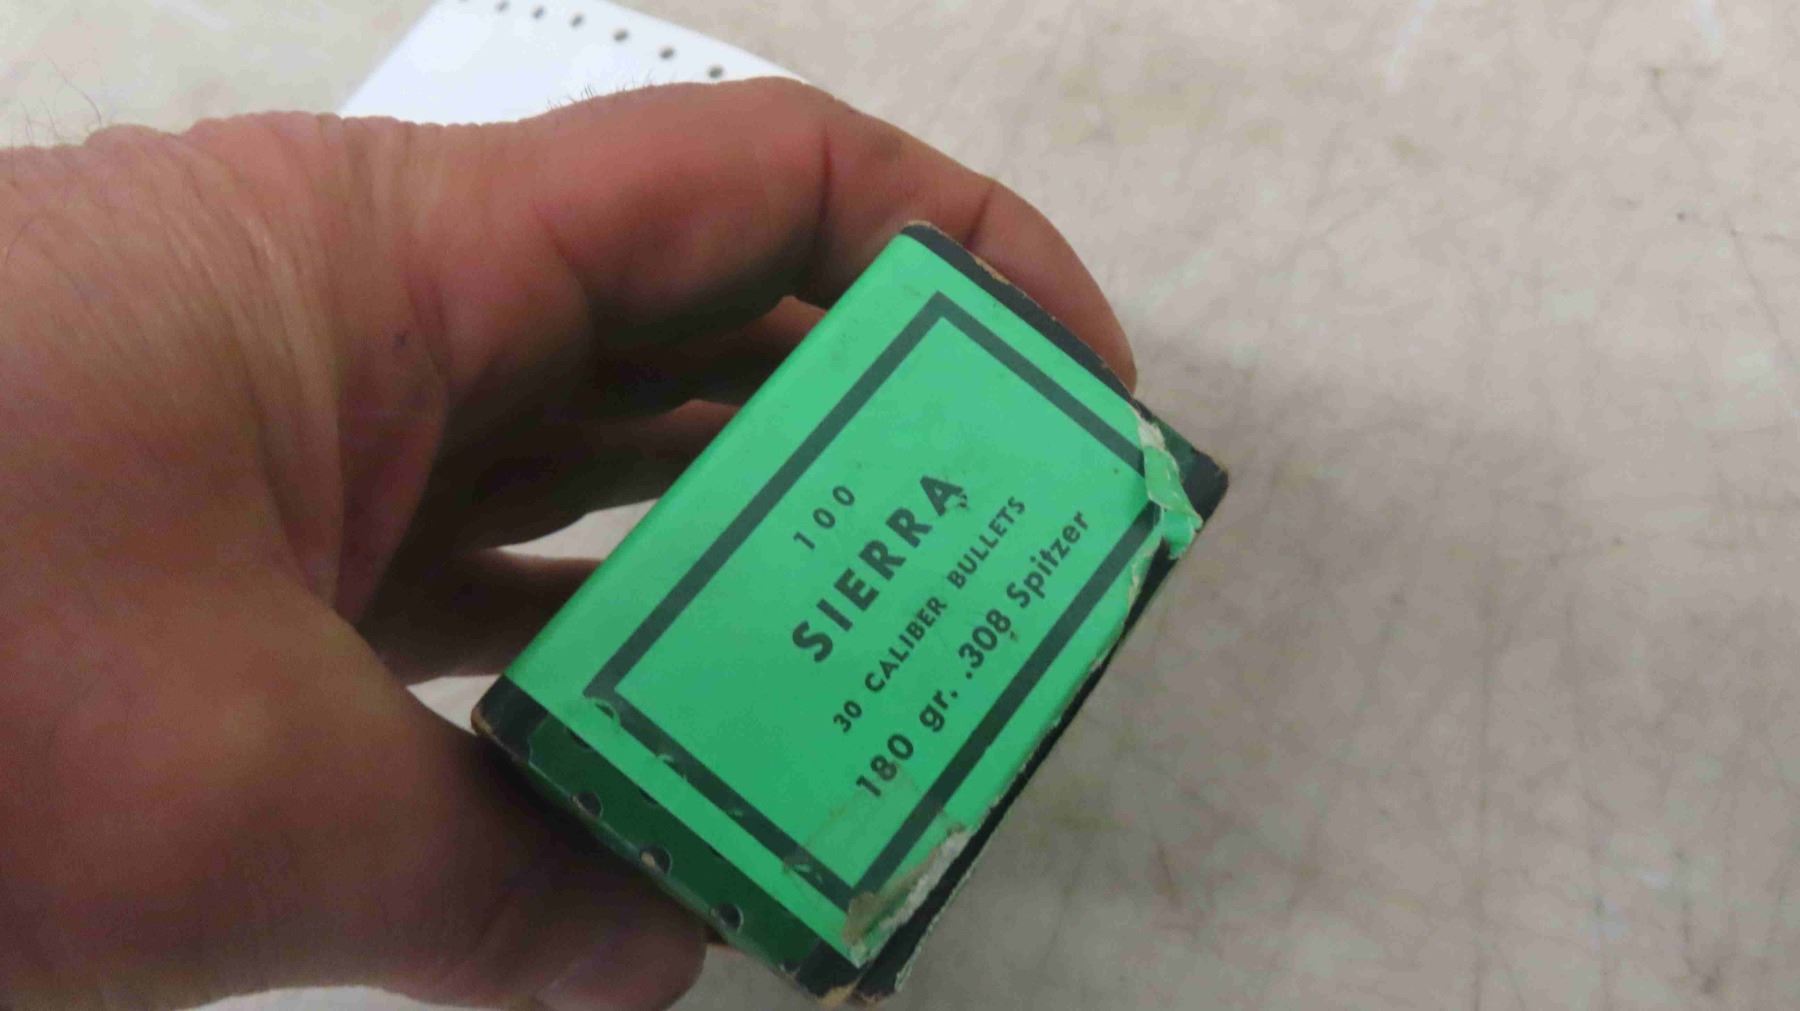 100
SIERRA
30 CALIBER BULLETS
180 gr. .308 Spitzer